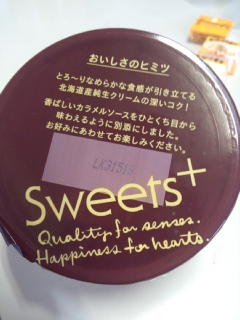 おいしさのヒミツ
とろ〜りなめらかな食感が引き立てる
北海道産純生クリームの深いコク！
香ばしいカラメルソースをひとくち目から
味わえるように別添にしました。
お好みにあわせてお楽しみください。
Sweets+
Quality for senses.
Happiness for hearts.